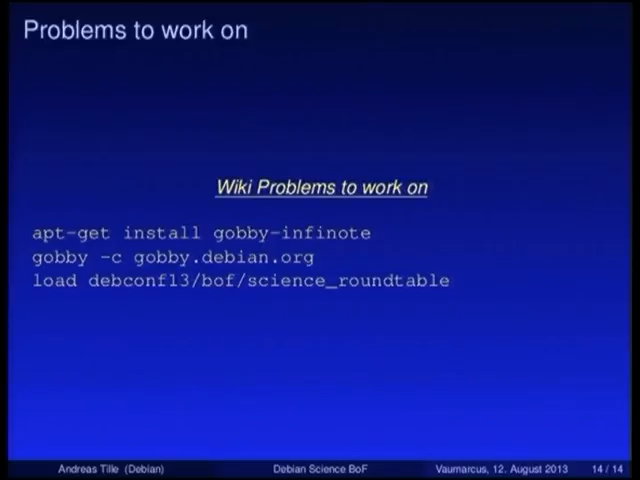 Problems to work on
Wiki Problems to work on
apt-get install gobby-infinote
gobby -c gobby.debian.org
load debconf13/bof/science_roundtable
Andreas Tille (Debian) Debian Science BoF Vaumarcus, 12. August 2013 14 / 14